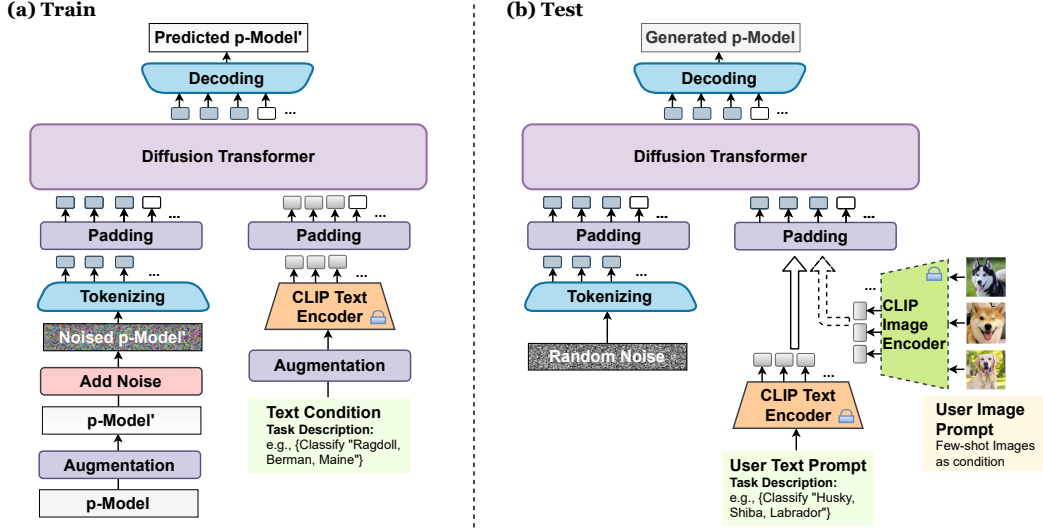 (a) Train
Predicted p-Model'
Decoding
...
Diffusion Transformer
...
...
Padding
Padding
...
...
Tokenizing
CLIP Text
Encoder
Noised p-Model'
Augmentation
Add Noise
Text Condition
Task Description:
e.g., {Classify "Ragdoll,
Berman, Maine"}
p-Model'
Augmentation
p-Model
(b) Test
Generated p-Model
Decoding
...
Diffusion Transformer
...
...
Padding
Padding
...
Tokenizing
Random Noise
...
CLIP
Image
Encoder
...
CLIP Text
Encoder
User Text Prompt
Task Description:
e.g., {Classify "Husky,
Shiba, Labrador"}
User Image
Prompt
Few-shot Images
as condition